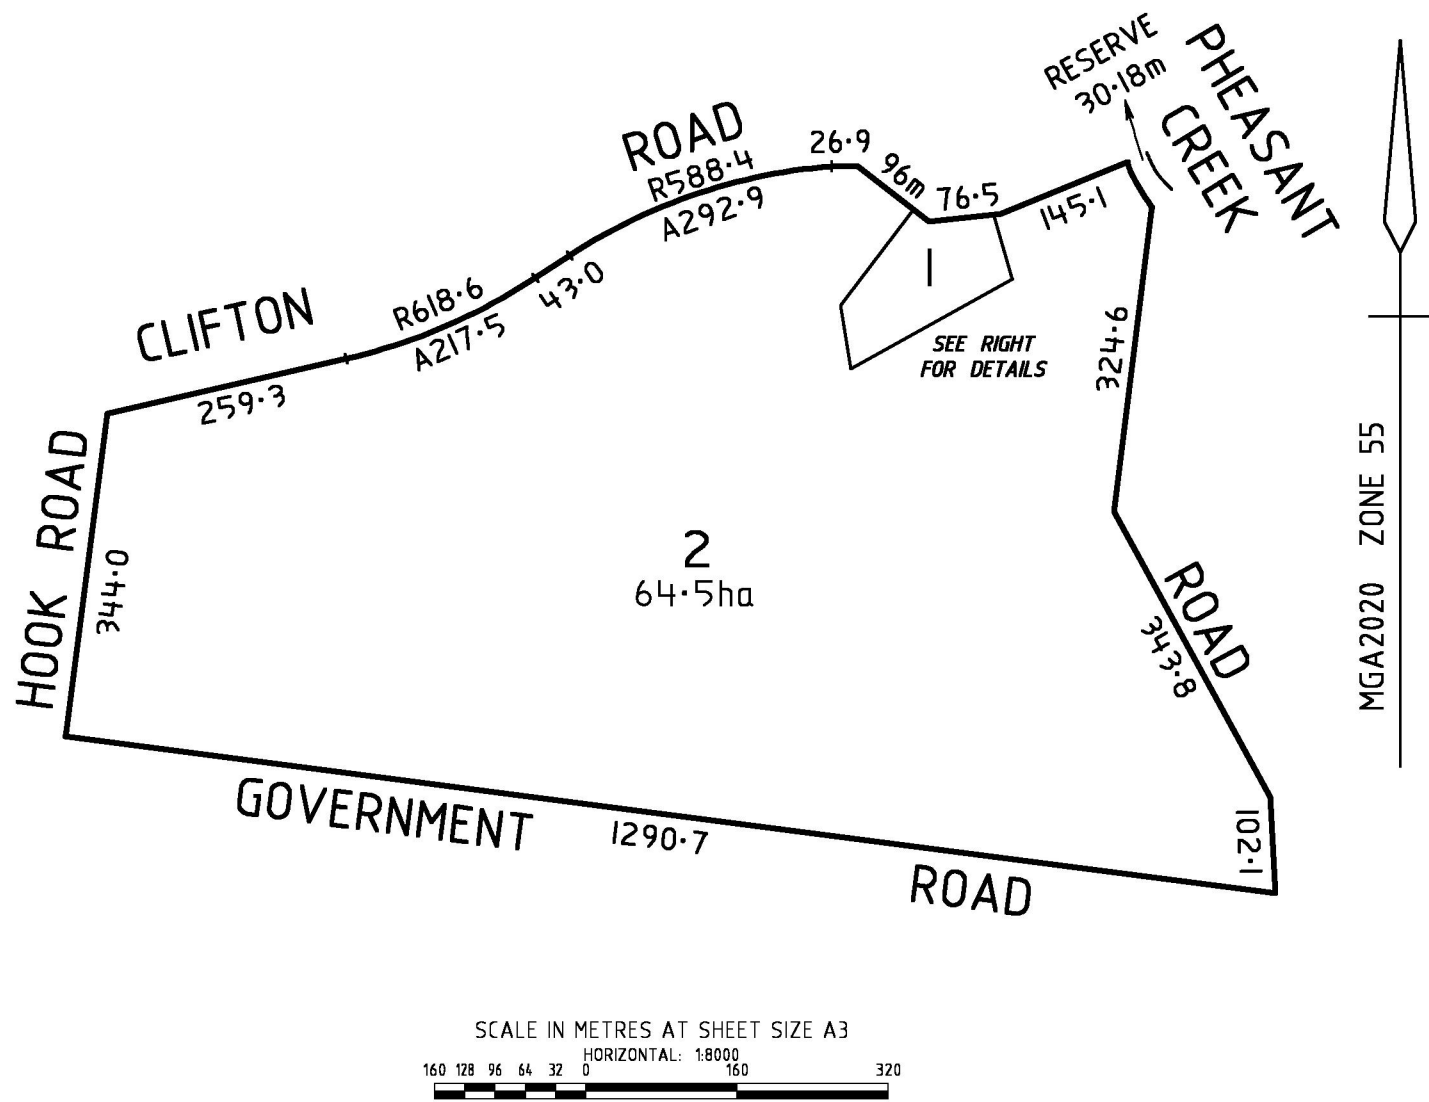 RESERVE
30·18m
PHEASANT
CREEK
ROAD
R588·4
A292·9
26·9
96m
76·5
145·1
CLIFTON
R618·6
A217·5
43·0
259·3
1
SEE RIGHT
FOR DETAILS
324·6
HOOK ROAD
344·0
2
64·5ha
ROAD
343·8
MGA2020 ZONE 55
GOVERNMENT
1290·7
ROAD
102·1
SCALE IN METRES AT SHEET SIZE A3
HORIZONTAL: 1:8000
160 128 96 64 32 0 160 320